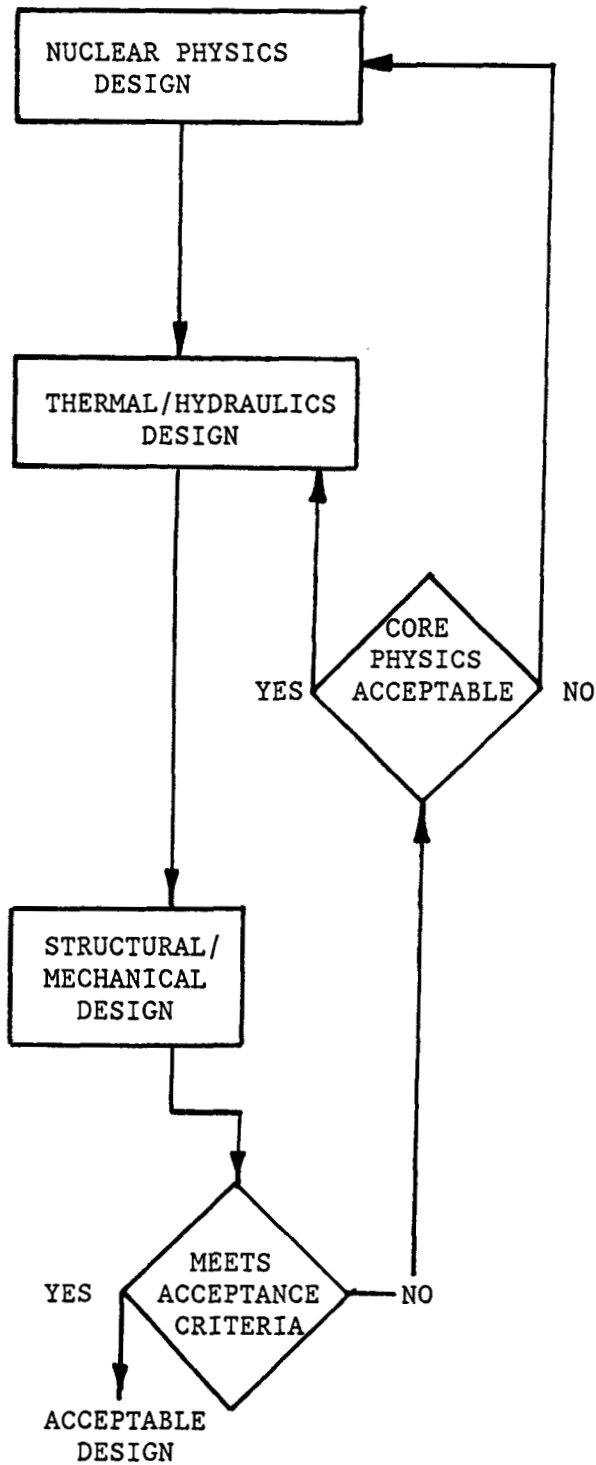 NUCLEAR PHYSICS
DESIGN
THERMAL/HYDRAULICS
DESIGN
CORE
PHYSICS
YES ACCEPTABLE NO
STRUCTURAL/
MECHANICAL
DESIGN
MEETS
YES ACCEPTANCE NO
CRITERIA
ACCEPTABLE
DESIGN